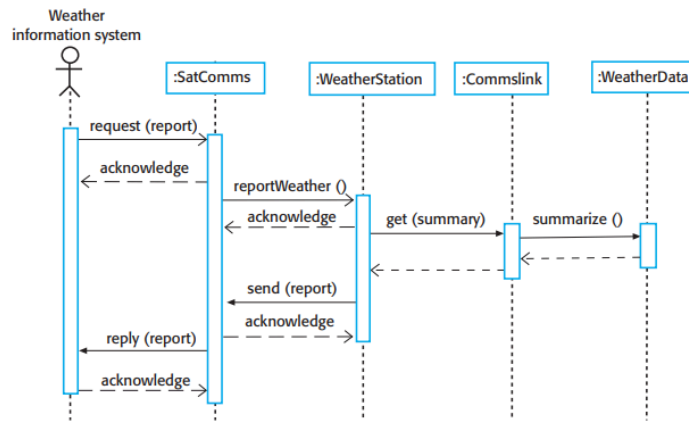 Weather
information system
:SatComms
:WeatherStation
:Commslink
:WeatherData
request (report)
acknowledge
reportWeather ()
acknowledge
get (summary)
summarize ()
send (report)
acknowledge
reply (report)
acknowledge